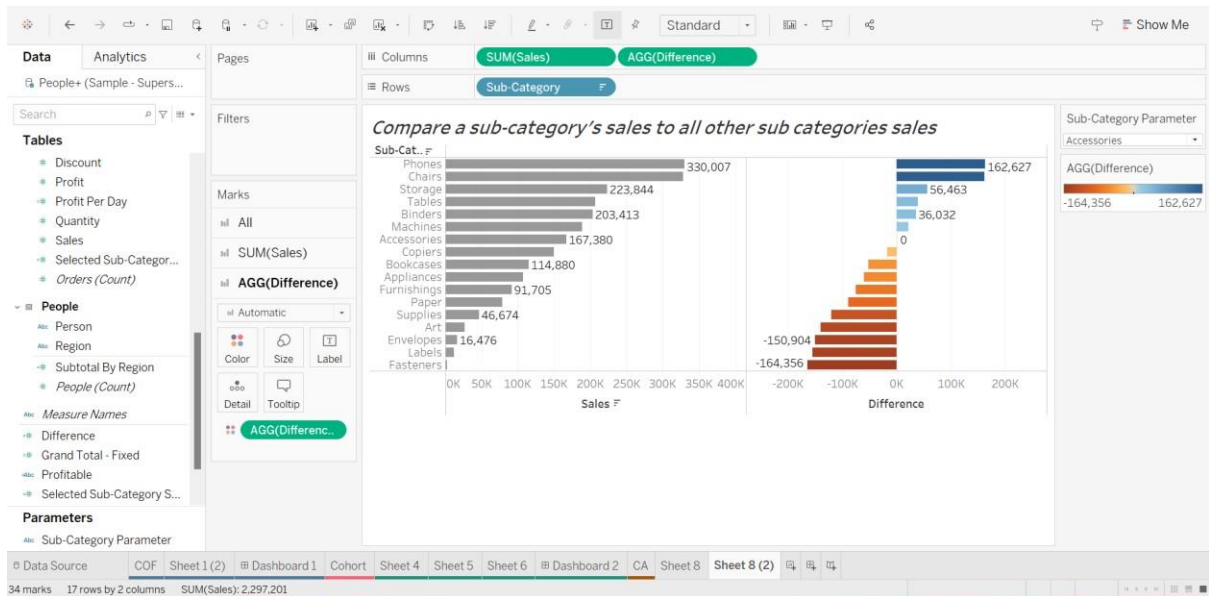 Standard
Show Me
Data
Analytics
People+ (Sample - Supers...
Search
Tables
Discount
Profit
Profit Per Day
Quantity
Sales
Selected Sub-Categor...
Orders (Count)
People
Abc Person
Abc Region
Subtotal By Region
People (Count)
Abc Measure Names
Difference
Grand Total - Fixed
Abc Profitable
Selected Sub-Category S...
Parameters
Abc Sub-Category Parameter
Pages
Filters
Marks
All
SUM(Sales)
AGG(Difference)
Automatic
Color Size Label
Detail Tooltip
AGG(Differenc..
Columns SUM(Sales) AGG(Difference)
Rows Sub-Category
Compare a sub-category's sales to all other sub categories sales
Sub-Cat..
Phones 330,007 162,627
Chairs
Storage 223,844 56,463
Tables
Binders 203,413 36,032
Machines
Accessories 167,380 0
Copiers
Bookcases 114,880
Appliances
Furnishings 91,705
Paper
Supplies 46,674
Art
Envelopes 16,476 -150,904
Labels
Fasteners -164,356
0K 50K 100K 150K 200K 250K 300K 350K 400K -200K -100K 0K 100K 200K
Sales Difference
Sub-Category Parameter
Accessories
AGG(Difference)
-164,356 162,627
Data Source COF Sheet 1 (2) Dashboard 1 Cohort Sheet 4 Sheet 5 Sheet 6 Dashboard 2 CA Sheet 8 Sheet 8 (2)
34 marks 17 rows by 2 columns SUM(Sales): 2,297,201